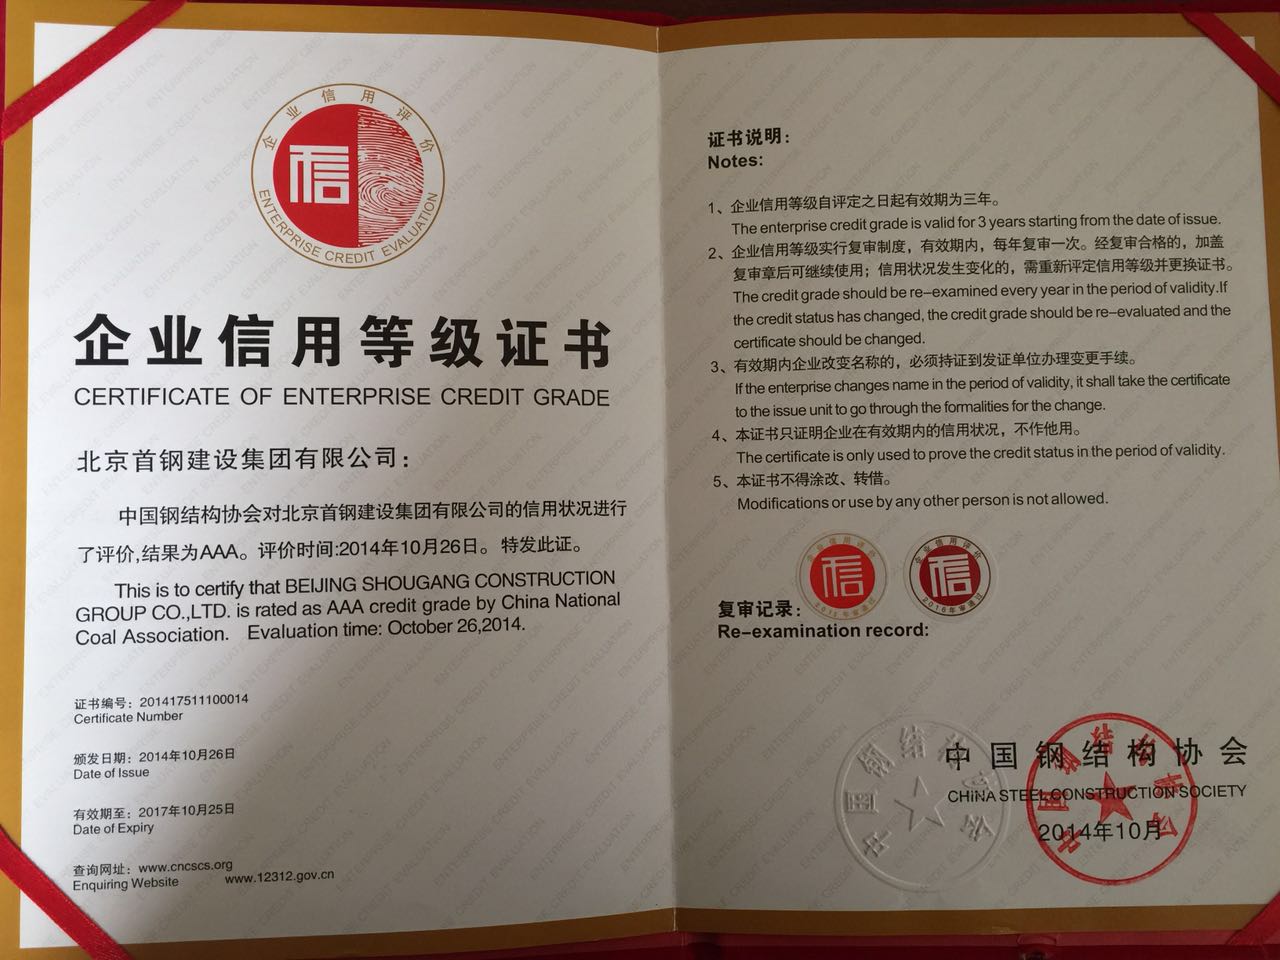 企业信用评价
ENTERPRISE CREDIT EVALUATION
信
企业信用等级证书
CERTIFICATE OF ENTERPRISE CREDIT GRADE
北京首钢建设集团有限公司：
中国钢结构协会对北京首钢建设集团有限公司的信用状况进行
了评价,结果为AAA。评价时间:2014年10月26日。特发此证。
This is to certify that BEIJING SHOUGANG CONSTRUCTION
GROUP CO.,LTD. is rated as AAA credit grade by China National
Coal Association. Evaluation time: October 26,2014.
证书编号：201417511100014
Certificate Number
颁发日期：2014年10月26日
Date of Issue
有效期至：2017年10月25日
Date of Expiry
查询网址：www.cncscs.org
Enquiring Website www.12312.gov.cn
证书说明：
Notes:
1、企业信用等级自评定之日起有效期为三年。
The enterprise credit grade is valid for 3 years starting from the date of issue.
2、企业信用等级实行复审制度，有效期内，每年复审一次。经复审合格的，加盖
复审章后可继续使用；信用状况发生变化的，需重新评定信用等级并更换证书。
The credit grade should be re-examined every year in the period of validity.If
the credit status has changed, the credit grade should be re-evaluated and the
certificate should be changed.
3、有效期内企业改变名称的，必须持证到发证单位办理变更手续。
If the enterprise changes name in the period of validity, it shall take the certificate
to the issue unit to go through the formalities for the change.
4、本证书只证明企业在有效期内的信用状况，不作他用。
The certificate is only used to prove the credit status in the period of validity.
5、本证书不得涂改、转借。
Modifications or use by any other person is not allowed.
企业信用评价
信
企业信用评价
信
2016年审通过
复审记录：
Re-examination record:
中国钢结构协会
中国钢结构协会
中国钢结构协会
CHINA STEEL CONSTRUCTION SOCIETY
2014年10月